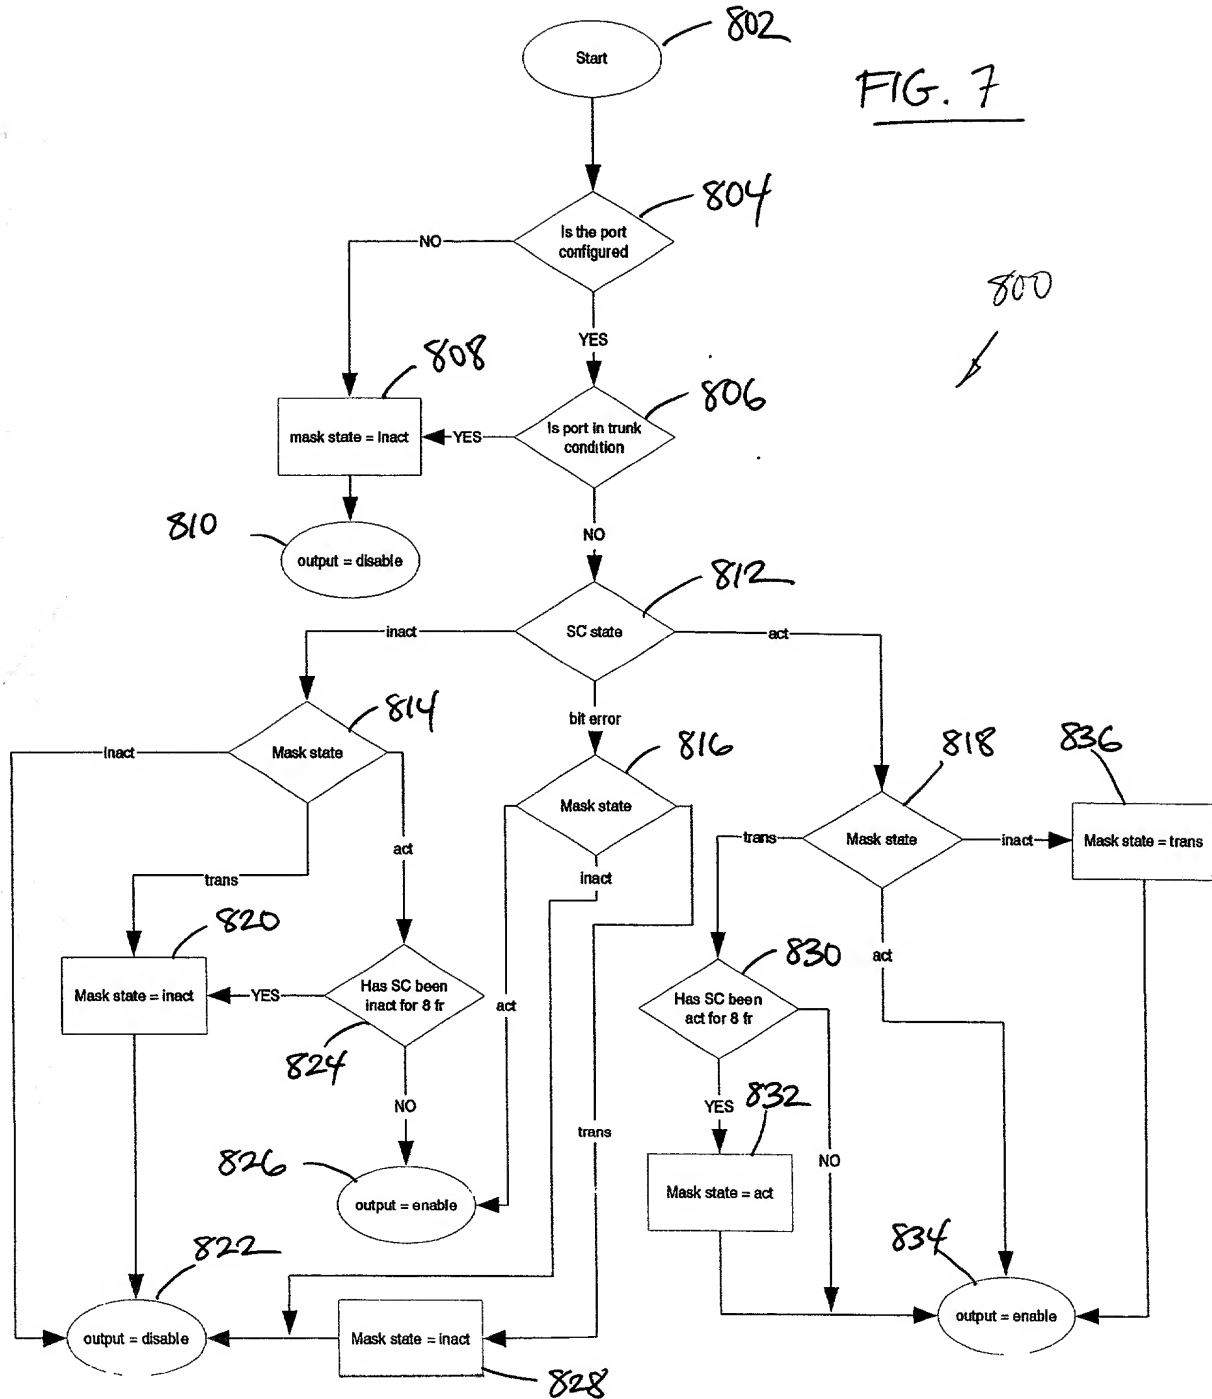 802
Start
FIG. 7
804
Is the port
configured
NO
800
YES
808
806
mask state = inact
YES
Is port in trunk
condition
810
NO
output = disable
812
inact
SC state
act
814
bit error
inact
Mask state
816
818
836
Mask state
trans
Mask state
inact
Mask state = trans
act
inact
trans
820
830
act
Mask state = inact
YES
Has SC been
inact for 8 fr
act
Has SC been
act for 8 fr
824
832
NO
YES
trans
826
NO
output = enable
Mask state = act
822
834
output = disable
Mask state = inact
output = enable
828